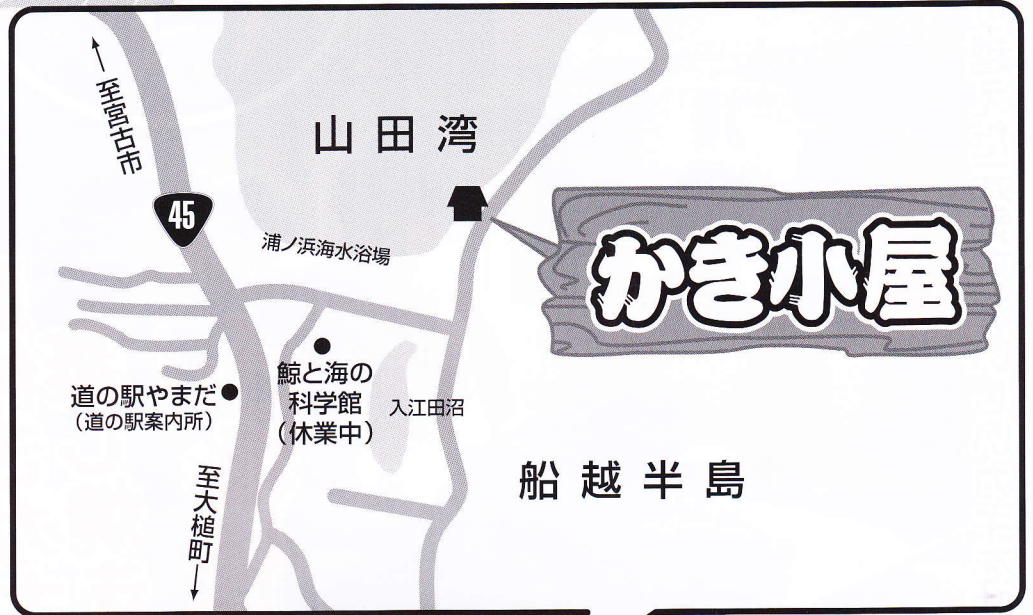 至宮古市
山田湾
45
浦ノ浜海水浴場
かき小屋
鯨と海の
科学館
(休業中)
道の駅やまだ
(道の駅案内所)
入江田沼
船越半島
至大槌町